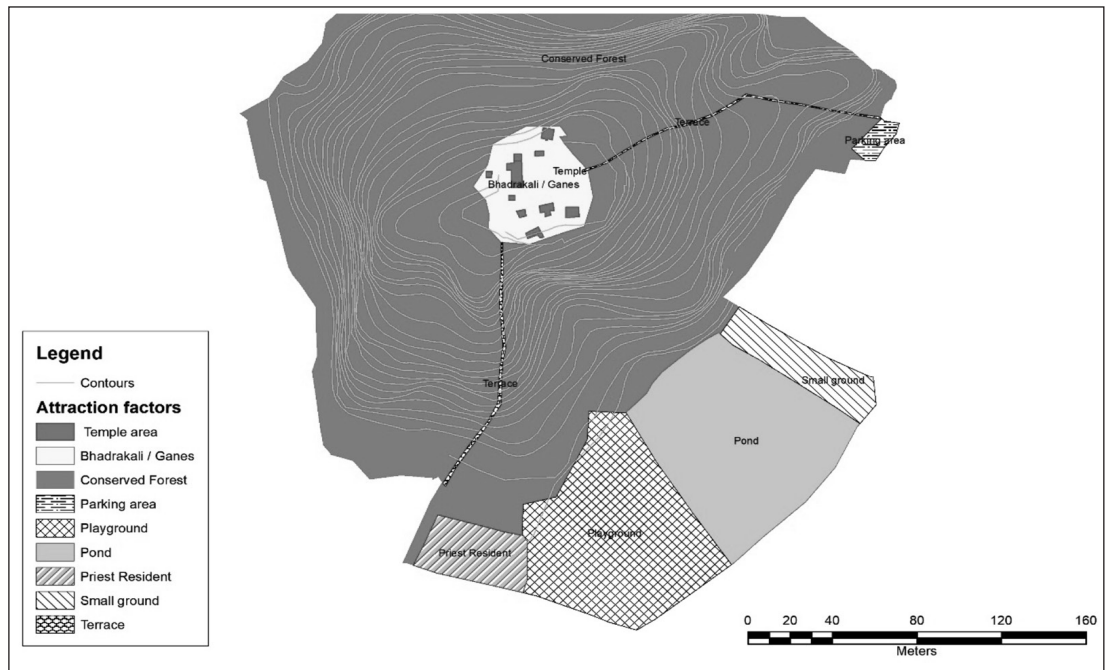 Conserved Forest
Terrace
Parking area
Temple
Bhadrakali / Ganes
Terrace
Small ground
Pond
Playground
Priest Resident
Legend
Contours
Attraction factors
Temple area
Bhadrakali / Ganes
Conserved Forest
Parking area
Playground
Pond
Priest Resident
Small ground
Terrace
0 20 40 80 120 160
Meters